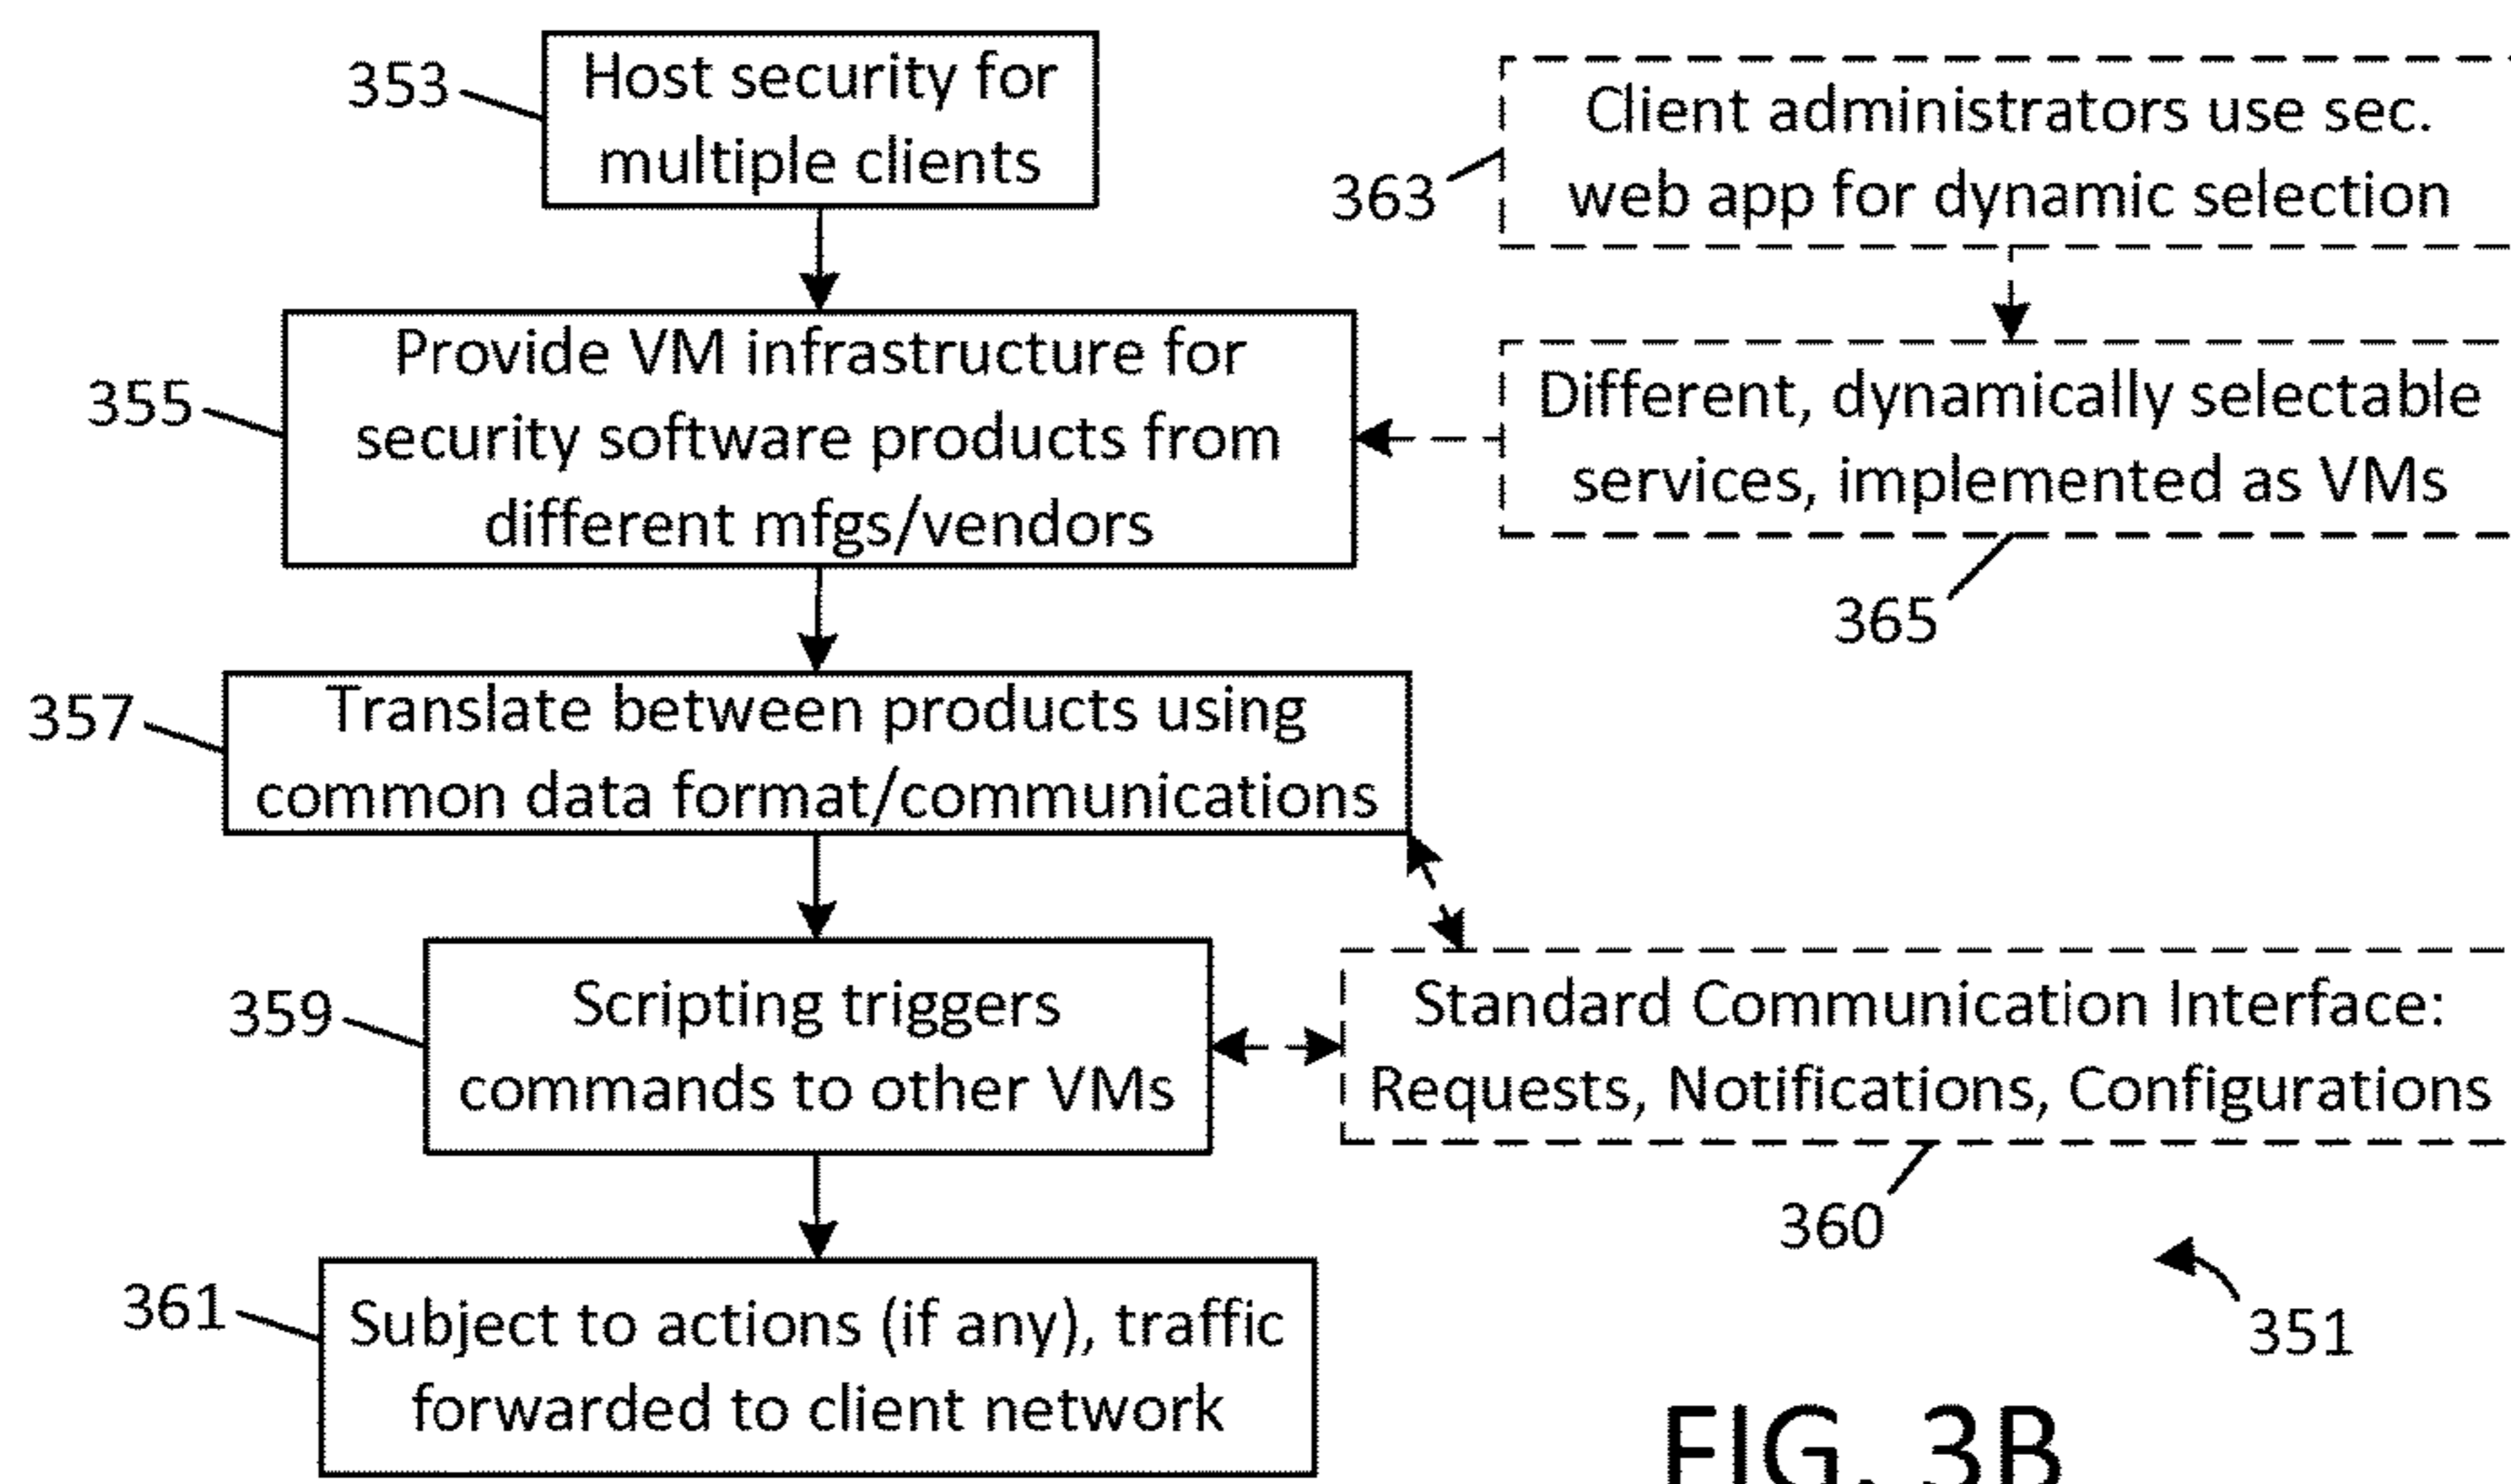 353
Host security for
multiple clients
363
Client administrators use sec.
web app for dynamic selection
355
Provide VM infrastructure for
security software products from
different mfgs/vendors
Different, dynamically selectable
services, implemented as VMs
365
357
Translate between products using
common data format/communications
359
Scripting triggers
commands to other VMs
Standard Communication Interface:
Requests, Notifications, Configurations
360
361
Subject to actions (if any), traffic
forwarded to client network
351
FIG. 3B